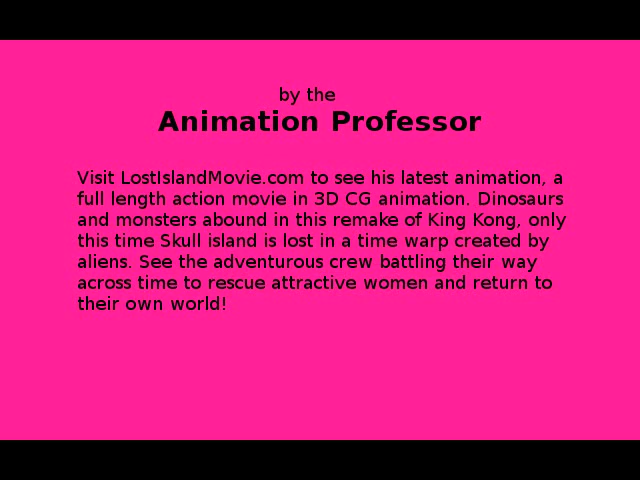 by the
Animation Professor
Visit LostIslandMovie.com to see his latest animation, a
full length action movie in 3D CG animation. Dinosaurs
and monsters abound in this remake of King Kong, only
this time Skull island is lost in a time warp created by
aliens. See the adventurous crew battling their way
across time to rescue attractive women and return to
their own world!